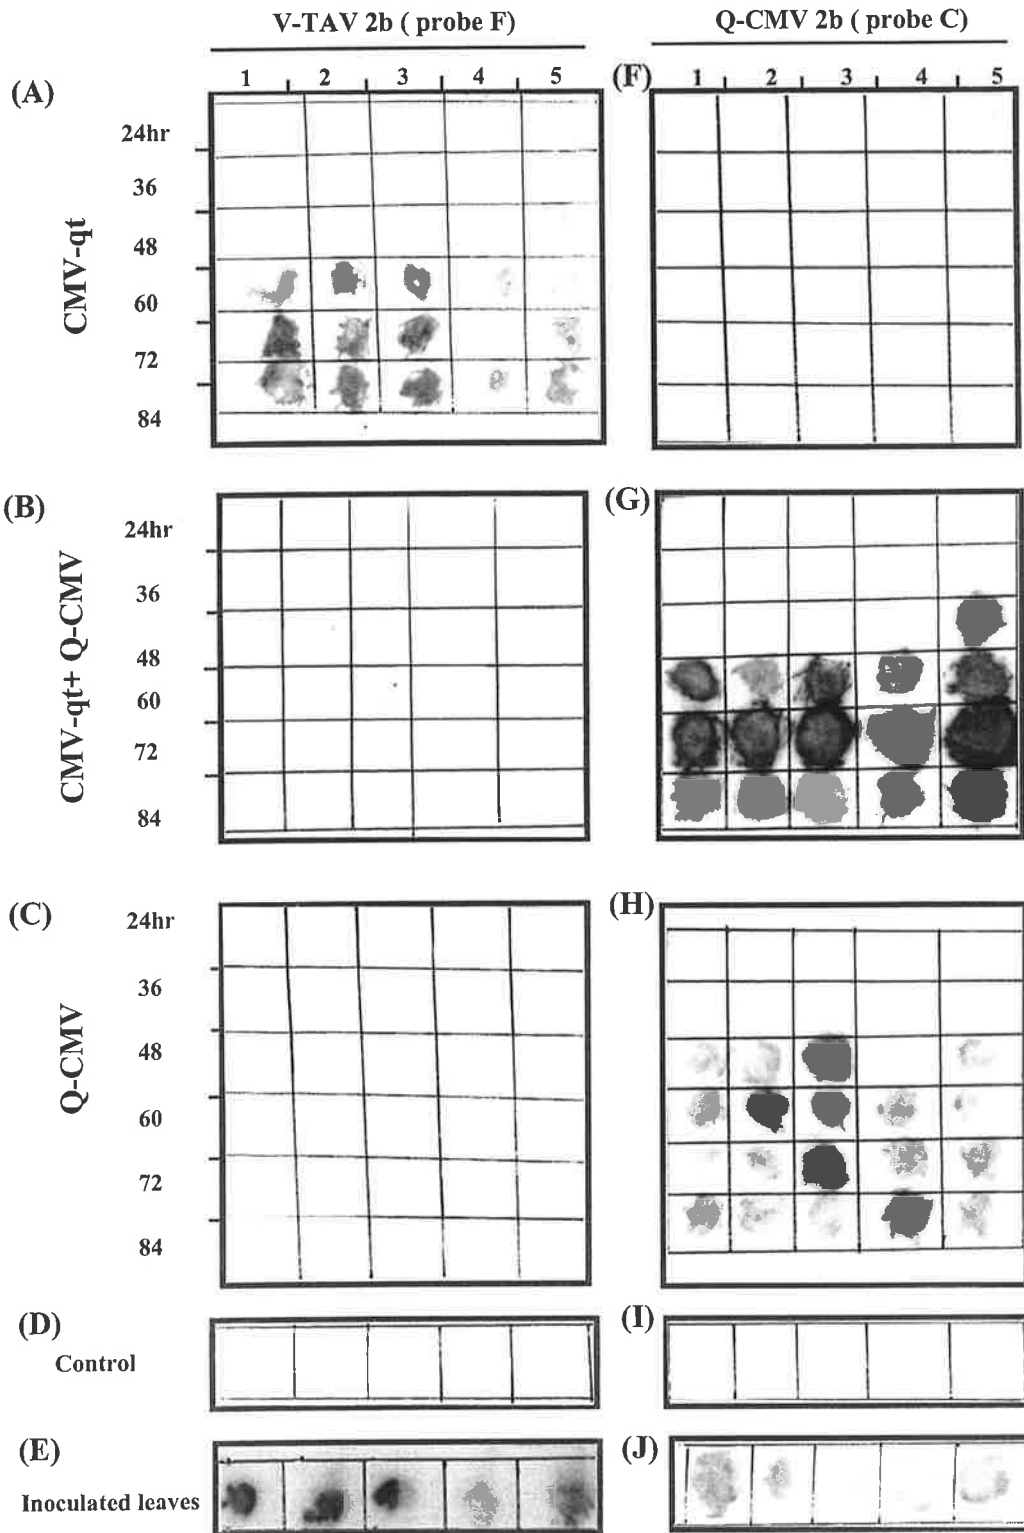 V-TAV 2b ( probe F) Q-CMV 2b ( probe C)
(A) 1 2 3 4 5 (F) 1 2 3 4 5
CMV-qt
24hr
36
48
60
72
84
(B) (G)
CMV-qt+ Q-CMV
24hr
36
48
60
72
84
(C) (H)
Q-CMV
24hr
36
48
60
72
84
(D) (I)
Control
(E) (J)
Inoculated leaves